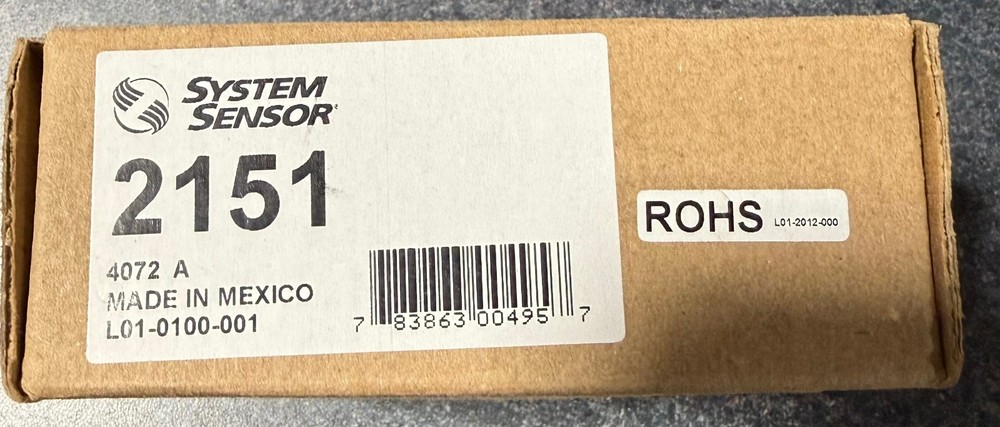 SYSTEM
SENSOR
2151
4072 A
MADE IN MEXICO
L01-0100-001
7 83863 00495 7
ROHS L01-2012-000